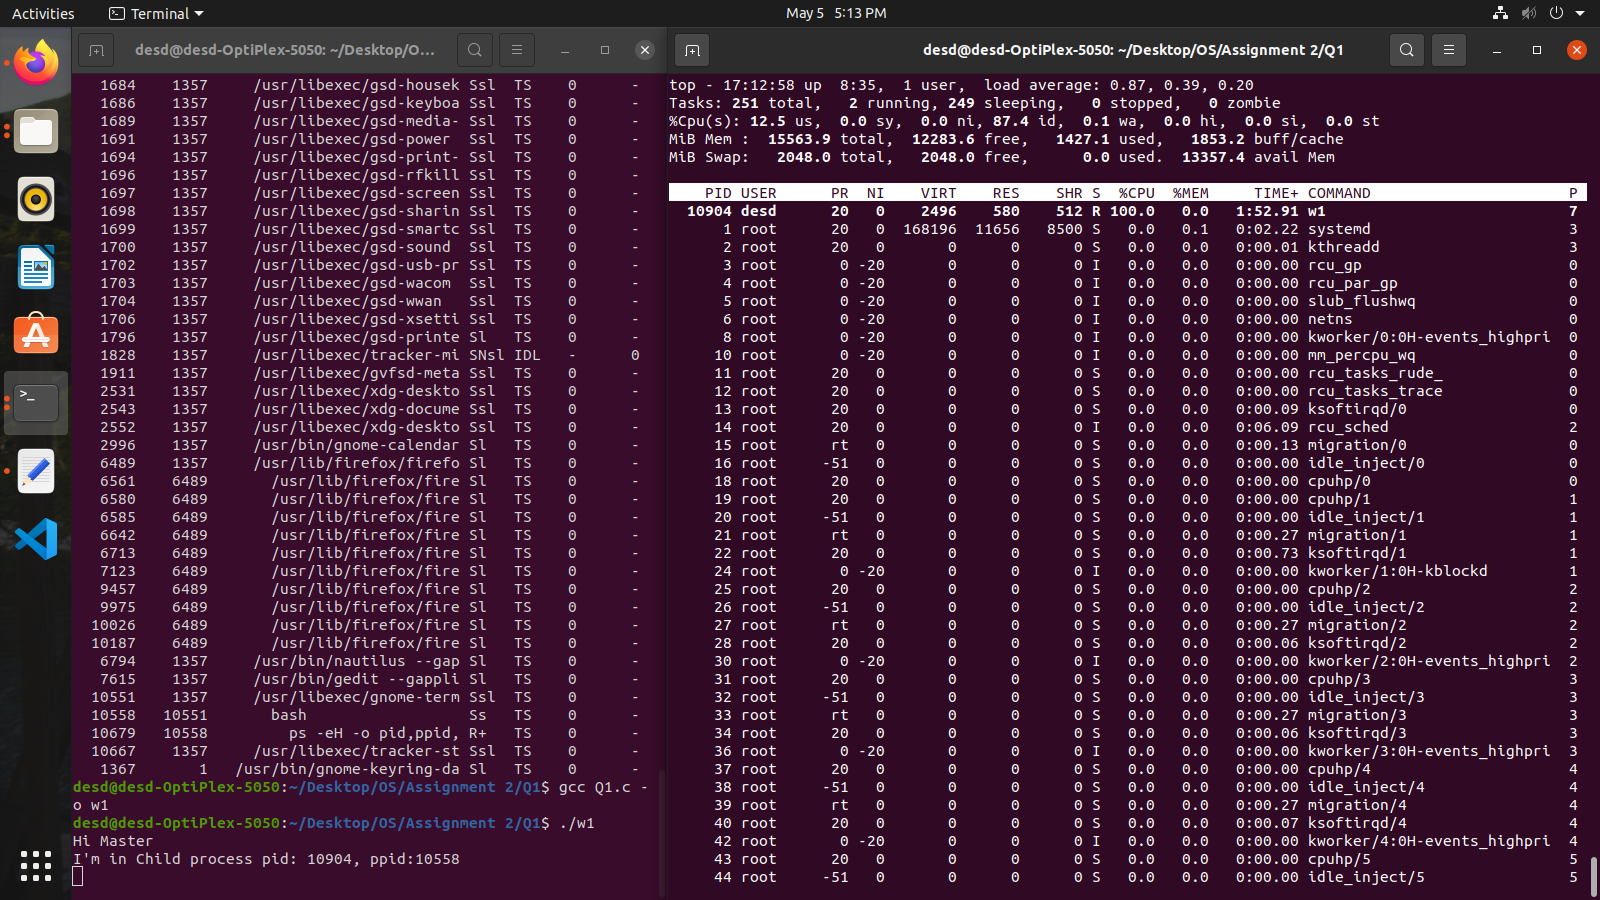 Activities
Terminal
May 5 5:13 PM
desd@desd-OptiPlex-5050: ~/Desktop/O...
1684 1357 /usr/libexec/gsd-housek Ssl TS 0 -
1686 1357 /usr/libexec/gsd-keyboa Ssl TS 0 -
1689 1357 /usr/libexec/gsd-media- Ssl TS 0 -
1691 1357 /usr/libexec/gsd-power Ssl TS 0 -
1694 1357 /usr/libexec/gsd-print- Ssl TS 0 -
1696 1357 /usr/libexec/gsd-rfkill Ssl TS 0 -
1697 1357 /usr/libexec/gsd-screen Ssl TS 0 -
1698 1357 /usr/libexec/gsd-sharin Ssl TS 0 -
1699 1357 /usr/libexec/gsd-smartc Ssl TS 0 -
1700 1357 /usr/libexec/gsd-sound Ssl TS 0 -
1702 1357 /usr/libexec/gsd-usb-pr Ssl TS 0 -
1703 1357 /usr/libexec/gsd-wacom Ssl TS 0 -
1704 1357 /usr/libexec/gsd-wwan Ssl TS 0 -
1706 1357 /usr/libexec/gsd-xsetti Ssl TS 0 -
1796 1357 /usr/libexec/gsd-printe Sl TS 0 -
1828 1357 /usr/libexec/tracker-mi SNsl IDL - 0
1911 1357 /usr/libexec/gvfsd-meta Ssl TS 0 -
2531 1357 /usr/libexec/xdg-deskto Ssl TS 0 -
2543 1357 /usr/libexec/xdg-docume Ssl TS 0 -
2552 1357 /usr/libexec/xdg-deskto Ssl TS 0 -
2996 1357 /usr/bin/gnome-calendar Sl TS 0 -
6489 1357 /usr/lib/firefox/firefo Sl TS 0 -
6561 6489 /usr/lib/firefox/fire Sl TS 0 -
6580 6489 /usr/lib/firefox/fire Sl TS 0 -
6585 6489 /usr/lib/firefox/fire Sl TS 0 -
6642 6489 /usr/lib/firefox/fire Sl TS 0 -
6713 6489 /usr/lib/firefox/fire Sl TS 0 -
7123 6489 /usr/lib/firefox/fire Sl TS 0 -
9457 6489 /usr/lib/firefox/fire Sl TS 0 -
9975 6489 /usr/lib/firefox/fire Sl TS 0 -
10026 6489 /usr/lib/firefox/fire Sl TS 0 -
10187 6489 /usr/lib/firefox/fire Sl TS 0 -
6794 1357 /usr/bin/nautilus --gap Sl TS 0 -
7615 1357 /usr/bin/gedit --gappli Sl TS 0 -
10551 1357 /usr/libexec/gnome-term Ssl TS 0 -
10558 10551 bash Ss TS 0 -
10679 10558 ps -eH -o pid,ppid, R+ TS 0 -
10667 1357 /usr/libexec/tracker-st Ssl TS 0 -
1367 1 /usr/bin/gnome-keyring-da Sl TS 0 -
desd@desd-OptiPlex-5050:~/Desktop/OS/Assignment 2/Q1$ gcc Q1.c -
o w1
desd@desd-OptiPlex-5050:~/Desktop/OS/Assignment 2/Q1$ ./w1
Hi Master
I'm in Child process pid: 10904, ppid:10558
desd@desd-OptiPlex-5050: ~/Desktop/OS/Assignment 2/Q1
top - 17:12:58 up 8:35, 1 user, load average: 0.87, 0.39, 0.20
Tasks: 251 total, 2 running, 249 sleeping, 0 stopped, 0 zombie
%Cpu(s): 12.5 us, 0.0 sy, 0.0 ni, 87.4 id, 0.1 wa, 0.0 hi, 0.0 si, 0.0 st
MiB Mem : 15563.9 total, 12283.6 free, 1427.1 used, 1853.2 buff/cache
MiB Swap: 2048.0 total, 2048.0 free, 0.0 used. 13357.4 avail Mem
PID USER PR NI VIRT RES SHR S %CPU %MEM TIME+ COMMAND P
10904 desd 20 0 2496 580 512 R 100.0 0.0 1:52.91 w1 7
1 root 20 0 168196 11656 8500 S 0.0 0.1 0:02.22 systemd 3
2 root 20 0 0 0 0 S 0.0 0.0 0:00.01 kthreadd 3
3 root 0 -20 0 0 0 I 0.0 0.0 0:00.00 rcu_gp 0
4 root 0 -20 0 0 0 I 0.0 0.0 0:00.00 rcu_par_gp 0
5 root 0 -20 0 0 0 I 0.0 0.0 0:00.00 slub_flushwq 0
6 root 0 -20 0 0 0 I 0.0 0.0 0:00.00 netns 0
8 root 0 -20 0 0 0 I 0.0 0.0 0:00.00 kworker/0:0H-events_highpri 0
10 root 0 -20 0 0 0 I 0.0 0.0 0:00.00 mm_percpu_wq 0
11 root 20 0 0 0 0 S 0.0 0.0 0:00.00 rcu_tasks_rude_ 0
12 root 20 0 0 0 0 S 0.0 0.0 0:00.00 rcu_tasks_trace 0
13 root 20 0 0 0 0 S 0.0 0.0 0:00.09 ksoftirqd/0 0
14 root 20 0 0 0 0 I 0.0 0.0 0:06.09 rcu_sched 2
15 root rt 0 0 0 0 S 0.0 0.0 0:00.13 migration/0 0
16 root -51 0 0 0 0 S 0.0 0.0 0:00.00 idle_inject/0 0
18 root 20 0 0 0 0 S 0.0 0.0 0:00.00 cpuhp/0 0
19 root 20 0 0 0 0 S 0.0 0.0 0:00.00 cpuhp/1 1
20 root -51 0 0 0 0 S 0.0 0.0 0:00.00 idle_inject/1 1
21 root rt 0 0 0 0 S 0.0 0.0 0:00.27 migration/1 1
22 root 20 0 0 0 0 S 0.0 0.0 0:00.73 ksoftirqd/1 1
24 root 0 -20 0 0 0 I 0.0 0.0 0:00.00 kworker/1:0H-kblockd 1
25 root 20 0 0 0 0 S 0.0 0.0 0:00.00 cpuhp/2 2
26 root -51 0 0 0 0 S 0.0 0.0 0:00.00 idle_inject/2 2
27 root rt 0 0 0 0 S 0.0 0.0 0:00.27 migration/2 2
28 root 20 0 0 0 0 S 0.0 0.0 0:00.06 ksoftirqd/2 2
30 root 0 -20 0 0 0 I 0.0 0.0 0:00.00 kworker/2:0H-events_highpri 2
31 root 20 0 0 0 0 S 0.0 0.0 0:00.00 cpuhp/3 3
32 root -51 0 0 0 0 S 0.0 0.0 0:00.00 idle_inject/3 3
33 root rt 0 0 0 0 S 0.0 0.0 0:00.27 migration/3 3
34 root 20 0 0 0 0 S 0.0 0.0 0:00.06 ksoftirqd/3 3
36 root 0 -20 0 0 0 I 0.0 0.0 0:00.00 kworker/3:0H-events_highpri 3
37 root 20 0 0 0 0 S 0.0 0.0 0:00.00 cpuhp/4 4
38 root -51 0 0 0 0 S 0.0 0.0 0:00.00 idle_inject/4 4
39 root rt 0 0 0 0 S 0.0 0.0 0:00.27 migration/4 4
40 root 20 0 0 0 0 S 0.0 0.0 0:00.07 ksoftirqd/4 4
42 root 0 -20 0 0 0 I 0.0 0.0 0:00.00 kworker/4:0H-events_highpri 4
43 root 20 0 0 0 0 S 0.0 0.0 0:00.00 cpuhp/5 5
44 root -51 0 0 0 0 S 0.0 0.0 0:00.00 idle_inject/5 5